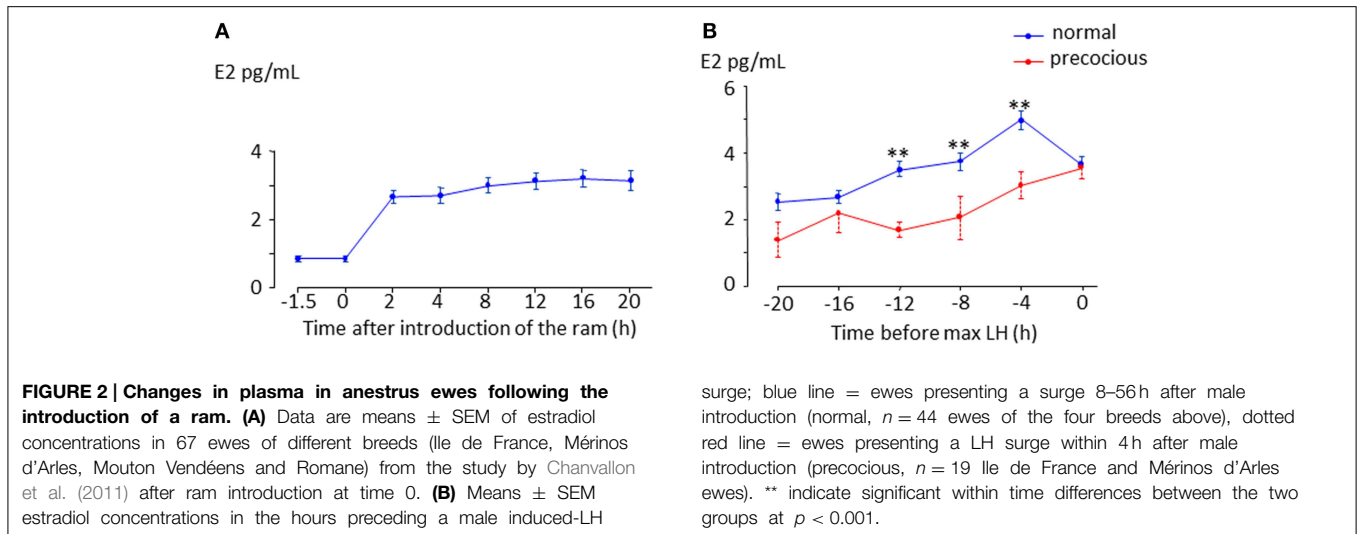 A
E2 pg/mL
4
2
0
-1.5 0 2 4 8 12 16 20
Time after introduction of the ram (h)
B
normal
precocious
E2 pg/mL
6
4
2
0
** ** **
-20 -16 -12 -8 -4 0
Time before max LH (h)
FIGURE 2 | Changes in plasma in anestrus ewes following the
introduction of a ram. (A) Data are means ± SEM of estradiol
concentrations in 67 ewes of different breeds (Ile de France, Mérinos
d'Arles, Mouton Vendéens and Romane) from the study by Chanvallon
et al. (2011) after ram introduction at time 0. (B) Means ± SEM
estradiol concentrations in the hours preceding a male induced-LH
surge; blue line = ewes presenting a surge 8–56 h after male
introduction (normal, n = 44 ewes of the four breeds above), dotted
red line = ewes presenting a LH surge within 4 h after male
introduction (precocious, n = 19 Ile de France and Mérinos d'Arles
ewes). ** indicate significant within time differences between the two
groups at p < 0.001.